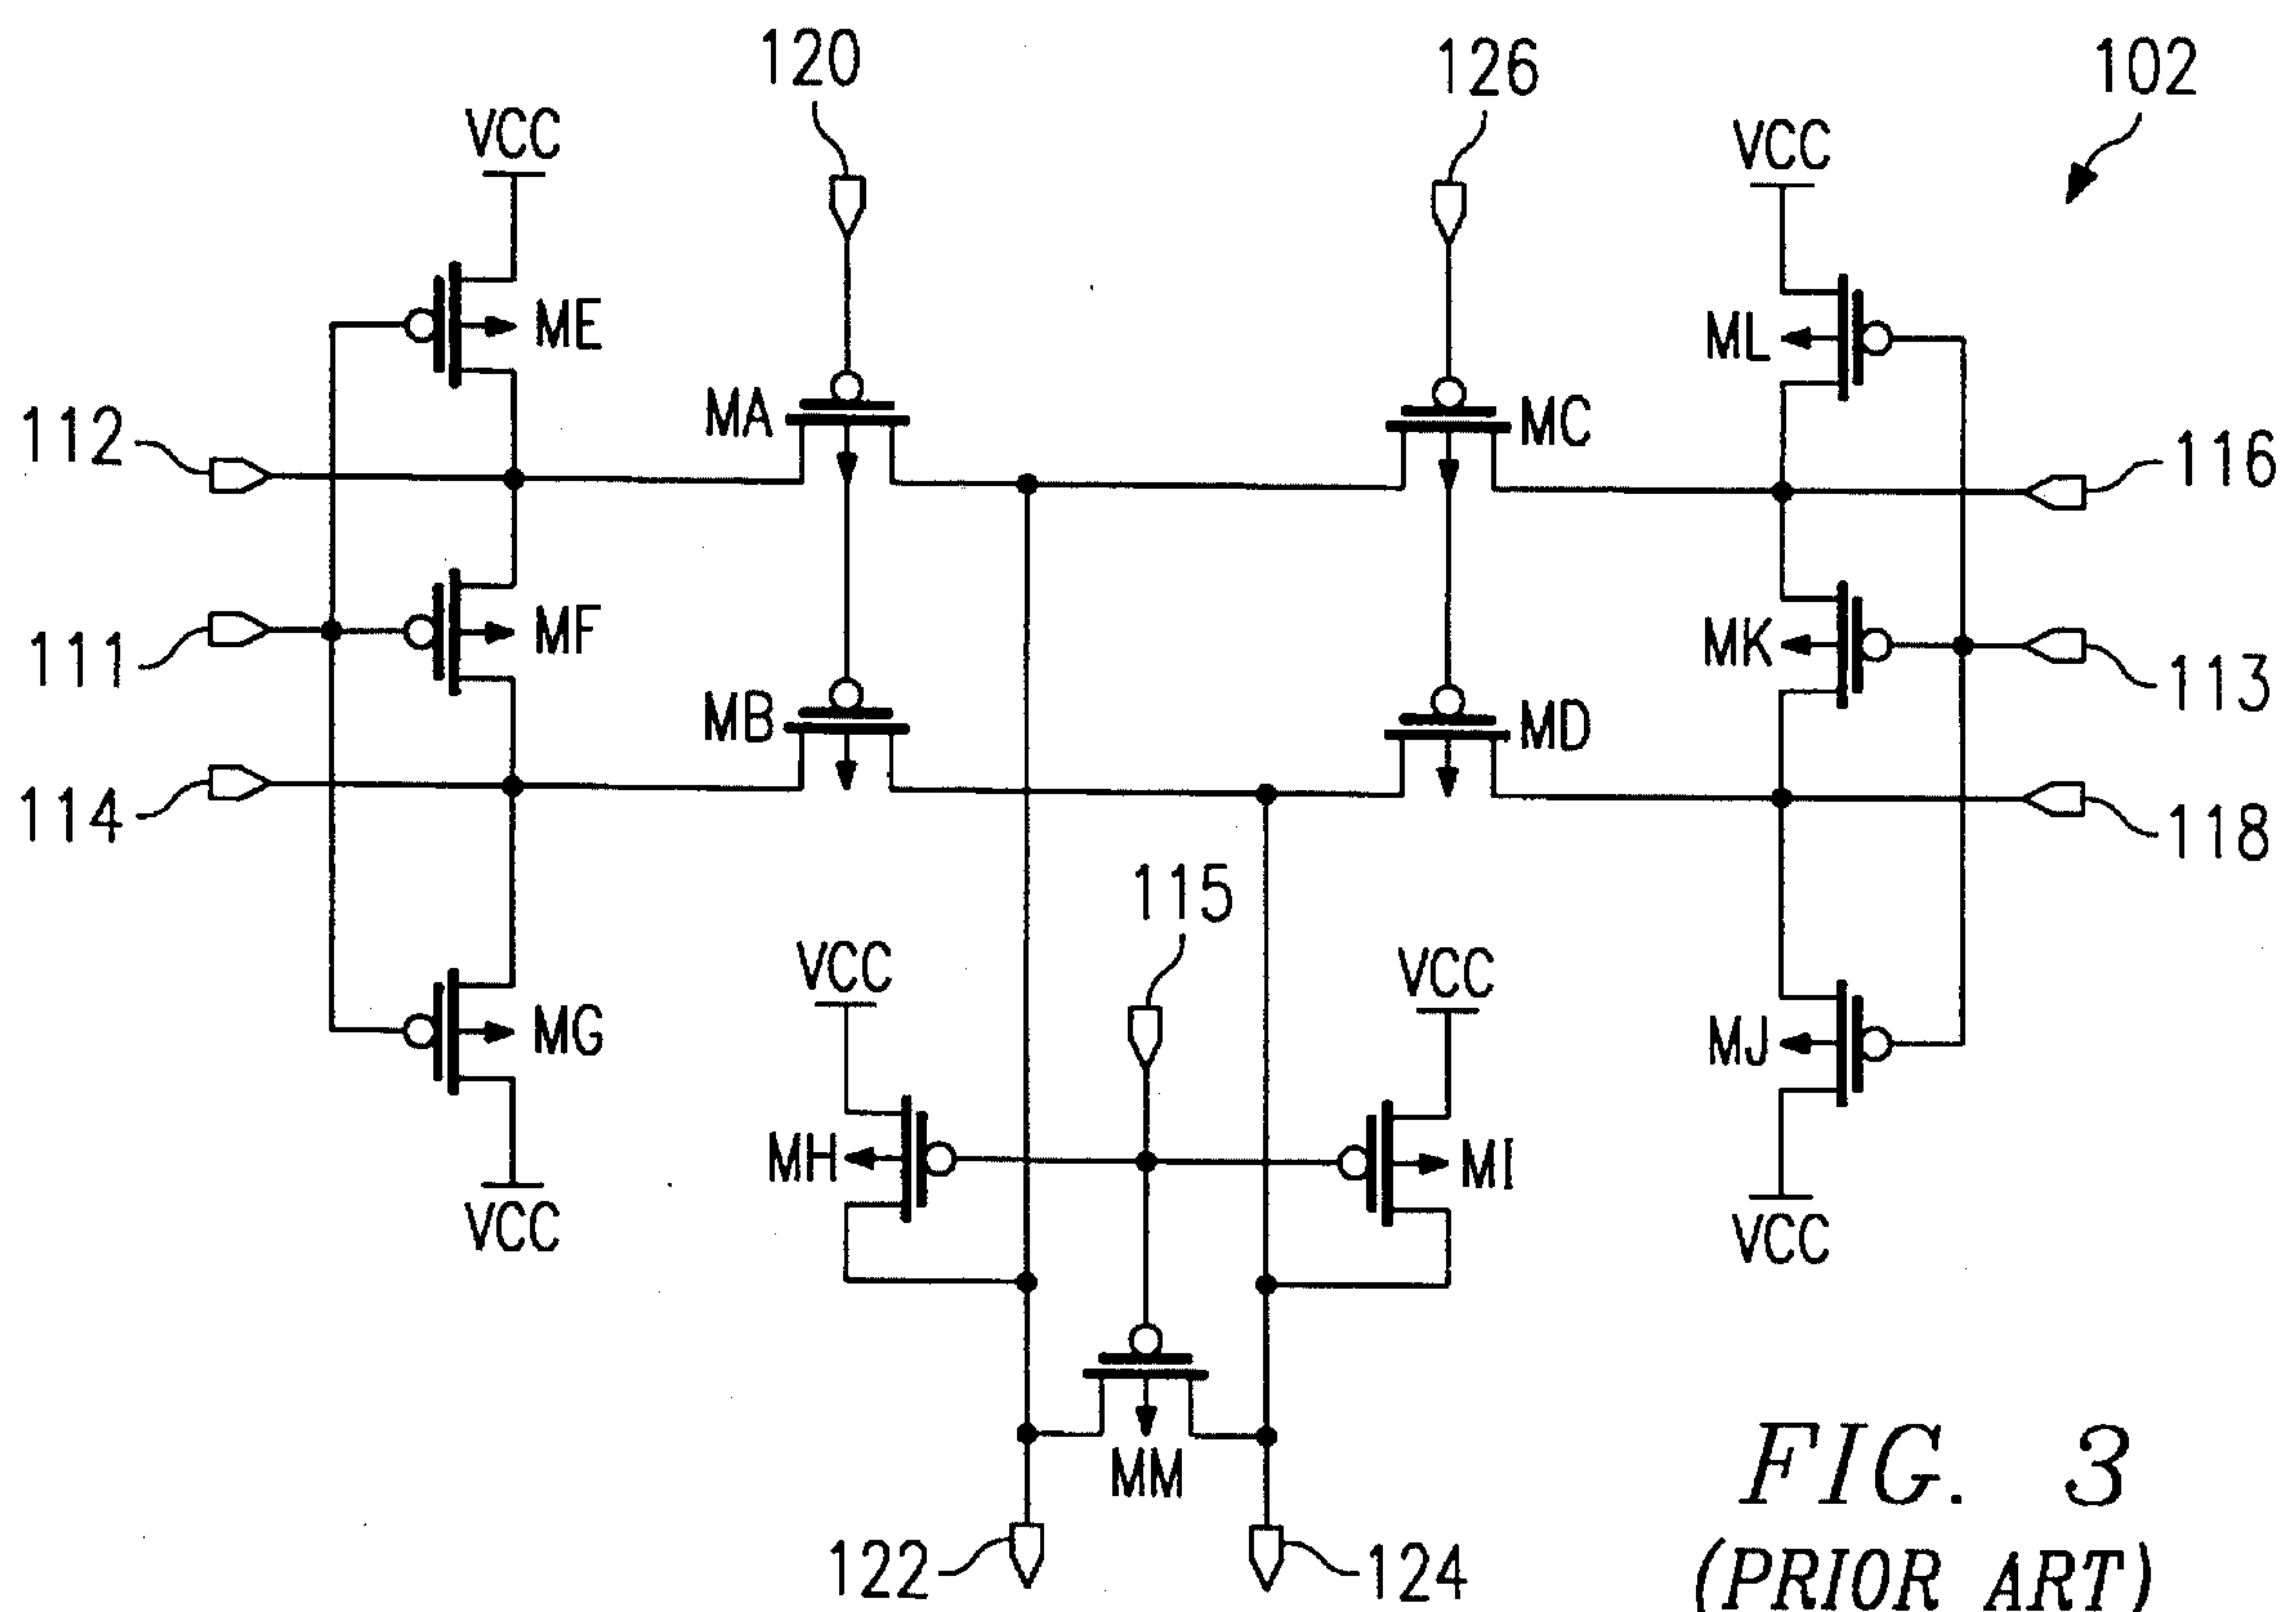 120
126
102
VCC
VCC
ME
ML
112
MA
MC
116
111
MF
MK
113
MB
MD
114
118
115
VCC
VCC
MG
MJ
MH
MI
VCC
VCC
MM
122
124
FIG. 3
(PRIOR ART)